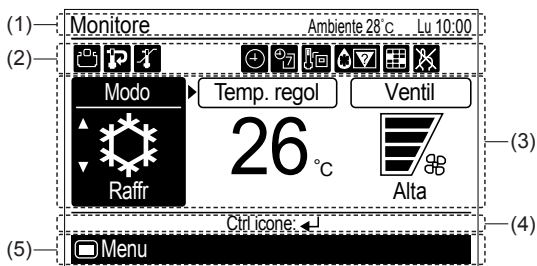 (1) Monitore Ambiente 28°C Lu 10:00
(2)
Modo Temp. regol Ventil
26 °C (3)
Raffr Alta
Ctrl icone: ↵ (4)
(5) Menu